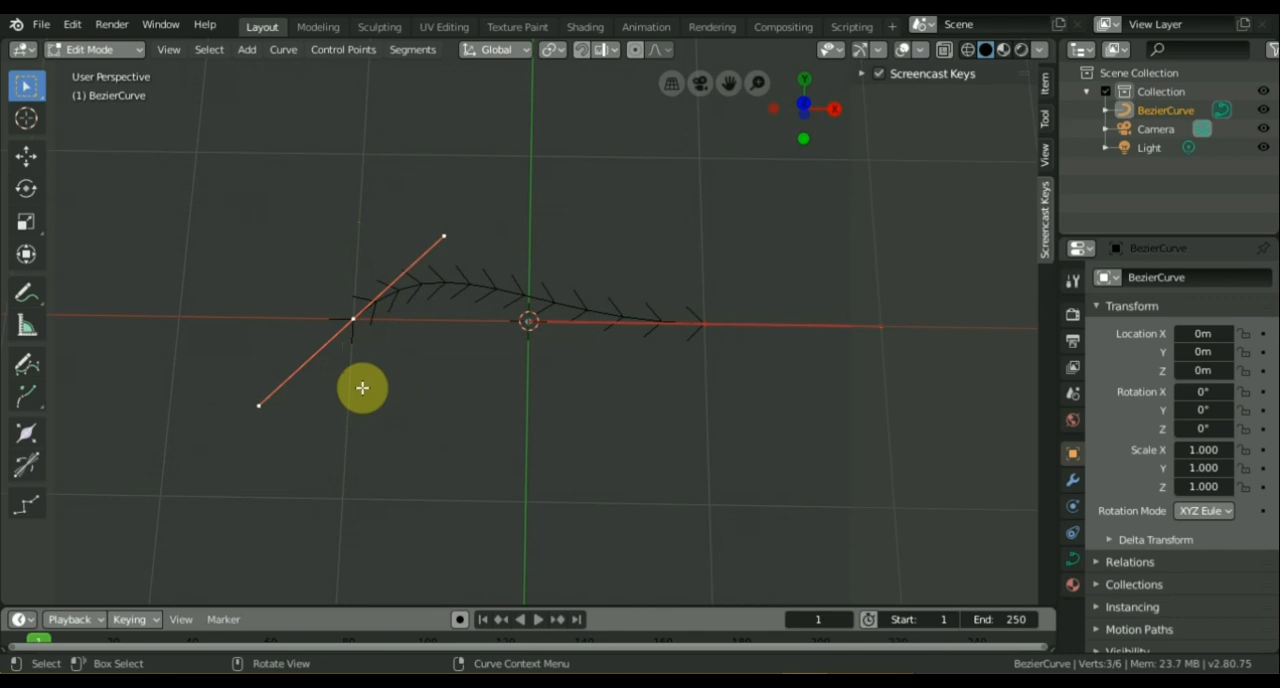 File Edit Render Window Help Layout Modeling Sculpting UV Editing Texture Paint Shading Animation Rendering Compositing Scripting + Scene View Layer
Edit Mode View Select Add Curve Control Points Segments Global
User Perspective
(1) BezierCurve
Screencast Keys
Y
Z
X
Item
Tool
View
Screencast Keys
Scene Collection
Collection
BezierCurve
Camera
Light
BezierCurve
BezierCurve
Transform
Location X 0m
Y 0m
Z 0m
Rotation X 0°
Y 0°
Z 0°
Scale X 1.000
Y 1.000
Z 1.000
Rotation Mode XYZ Eule
Delta Transform
Relations
Collections
Instancing
Motion Paths
Visibility
Playback Keying View Marker 1 Start: 1 End: 250
1
Select Box Select Rotate View Curve Context Menu BezierCurve | Verts:3/6 | Mem: 23.7 MB | v2.80.75